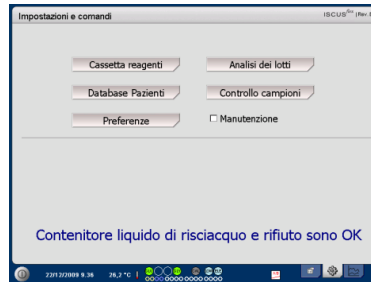 Impostazioni e comandi
ISCUS
Cassetta reagenti
Analisi dei lotti
Database Pazienti
Controllo campioni
Preferenze
Manutenzione
Contenitore liquido di risciacquo e rifiuto sono OK
22/12/2009 9.36
26,2 °C